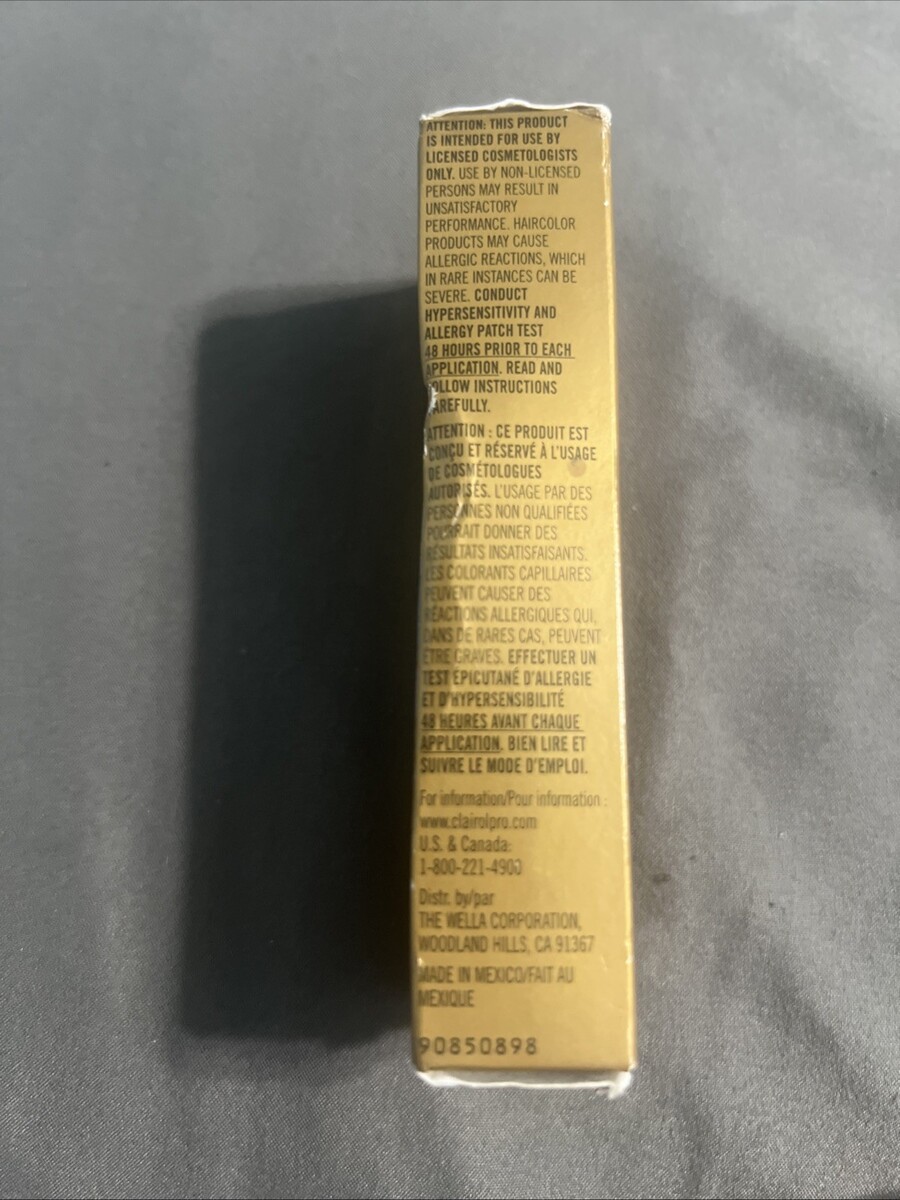 ATTENTION: THIS PRODUCT
IS INTENDED FOR USE BY
LICENSED COSMETOLOGISTS
ONLY. USE BY NON-LICENSED
PERSONS MAY RESULT IN
UNSATISFACTORY
PERFORMANCE. HAIRCOLOR
PRODUCTS MAY CAUSE
ALLERGIC REACTIONS, WHICH
IN RARE INSTANCES CAN BE
SEVERE. CONDUCT
HYPERSENSITIVITY AND
ALLERGY PATCH TEST
48 HOURS PRIOR TO EACH
APPLICATION. READ AND
FOLLOW INSTRUCTIONS
CAREFULLY.
ATTENTION : CE PRODUIT EST
CONÇU ET RÉSERVÉ À L'USAGE
DE COSMÉTOLOGUES
AUTORISÉS. L'USAGE PAR DES
PERSONNES NON QUALIFIÉES
POURRAIT DONNER DES
RÉSULTATS INSATISFAISANTS.
LES COLORANTS CAPILLAIRES
PEUVENT CAUSER DES
RÉACTIONS ALLERGIQUES QUI,
DANS DE RARES CAS, PEUVENT
ÊTRE GRAVES. EFFECTUER UN
TEST ÉPICUTANÉ D'ALLERGIE
ET D'HYPERSENSIBILITÉ
48 HEURES AVANT CHAQUE
APPLICATION. BIEN LIRE ET
SUIVRE LE MODE D'EMPLOI.
For information/Pour information :
www.clairolpro.com
U.S. & Canada:
1-800-221-4900
Distr. by/par
THE WELLA CORPORATION,
WOODLAND HILLS, CA 91367
MADE IN MEXICO/FAIT AU
MEXIQUE
90850898